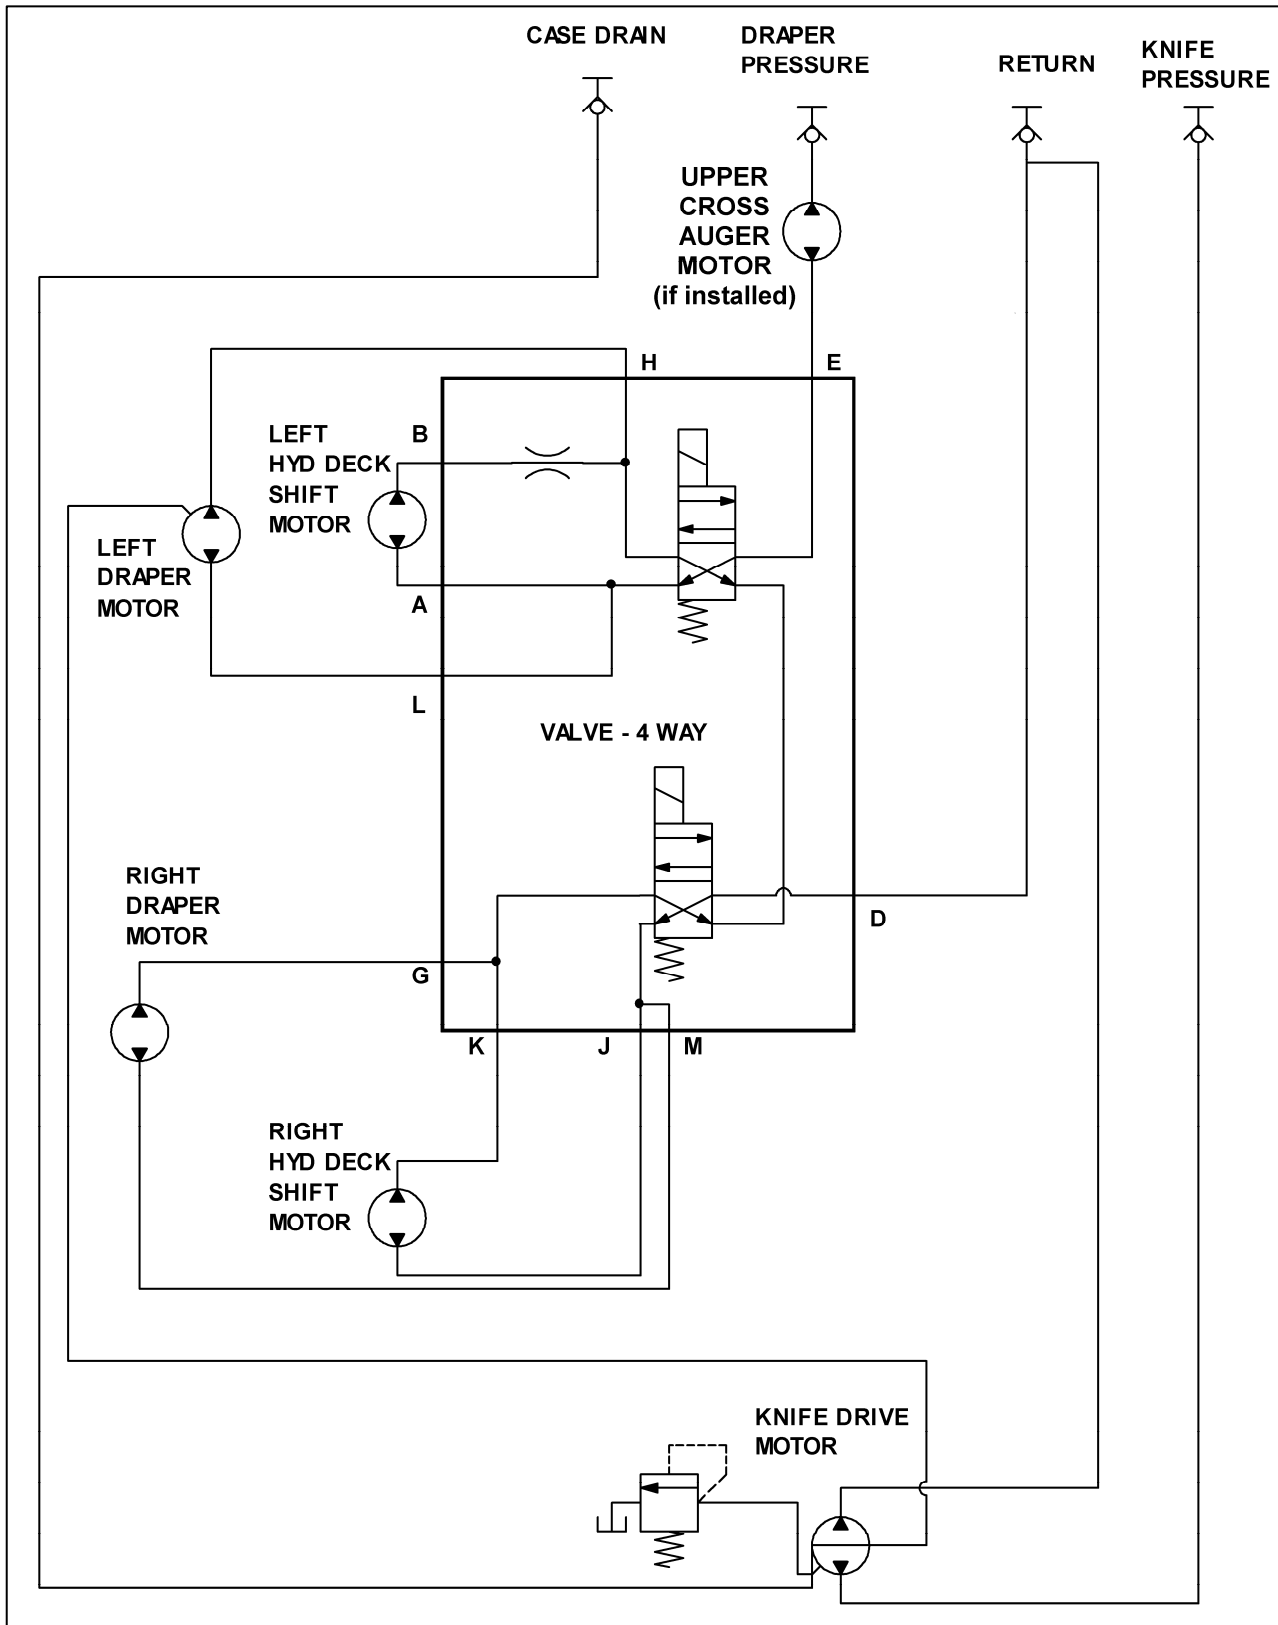 CASE DRAIN
DRAPER
PRESSURE
RETURN
KNIFE
PRESSURE
UPPER
CROSS
AUGER
MOTOR
(if installed)
H
E
LEFT
HYD DECK
SHIFT
MOTOR
B
A
LEFT
DRAPER
MOTOR
L
VALVE - 4 WAY
RIGHT
DRAPER
MOTOR
D
G
K
J
M
RIGHT
HYD DECK
SHIFT
MOTOR
KNIFE DRIVE
MOTOR